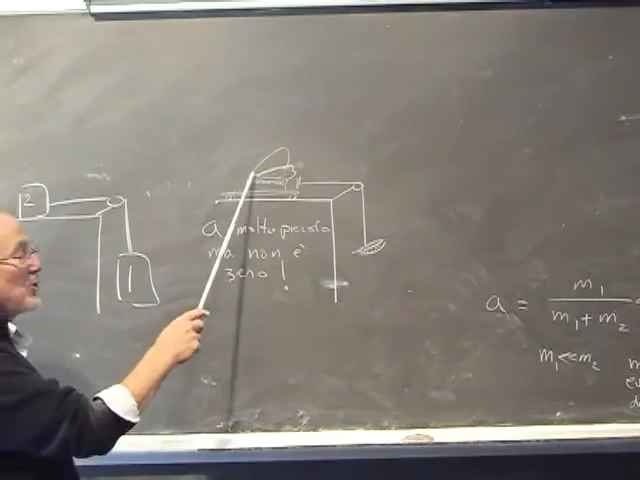 2
1
a molto piccolo
ma non è
zero!
a = m₁
m₁ + m₂
m₁ << m₂